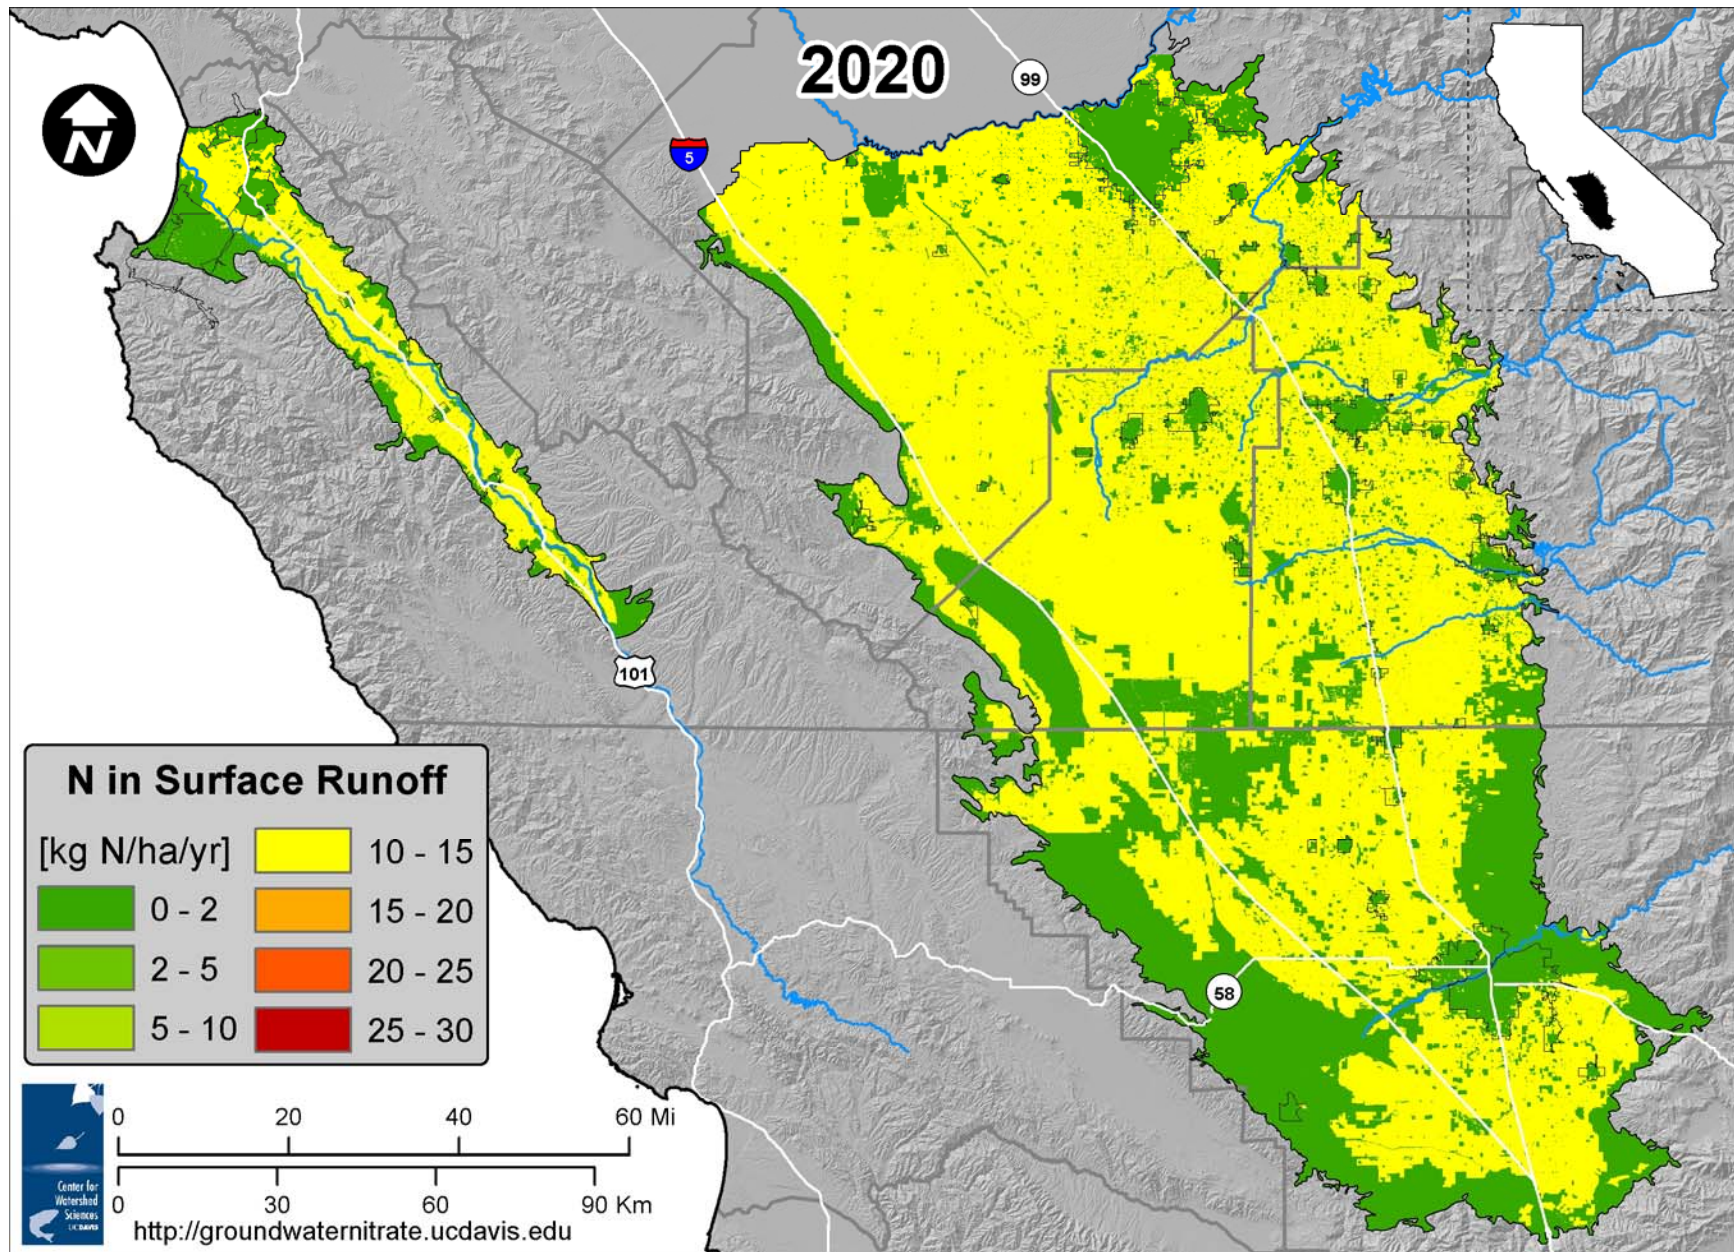 2020
99
5
N
101
58
N in Surface Runoff
[kg N/ha/yr]
0 - 2
2 - 5
5 - 10
10 - 15
15 - 20
20 - 25
25 - 30
0 20 40 60 Mi
0 30 60 90 Km
Center for
Watershed
Sciences
UCDAVIS
http://groundwaternitrate.ucdavis.edu